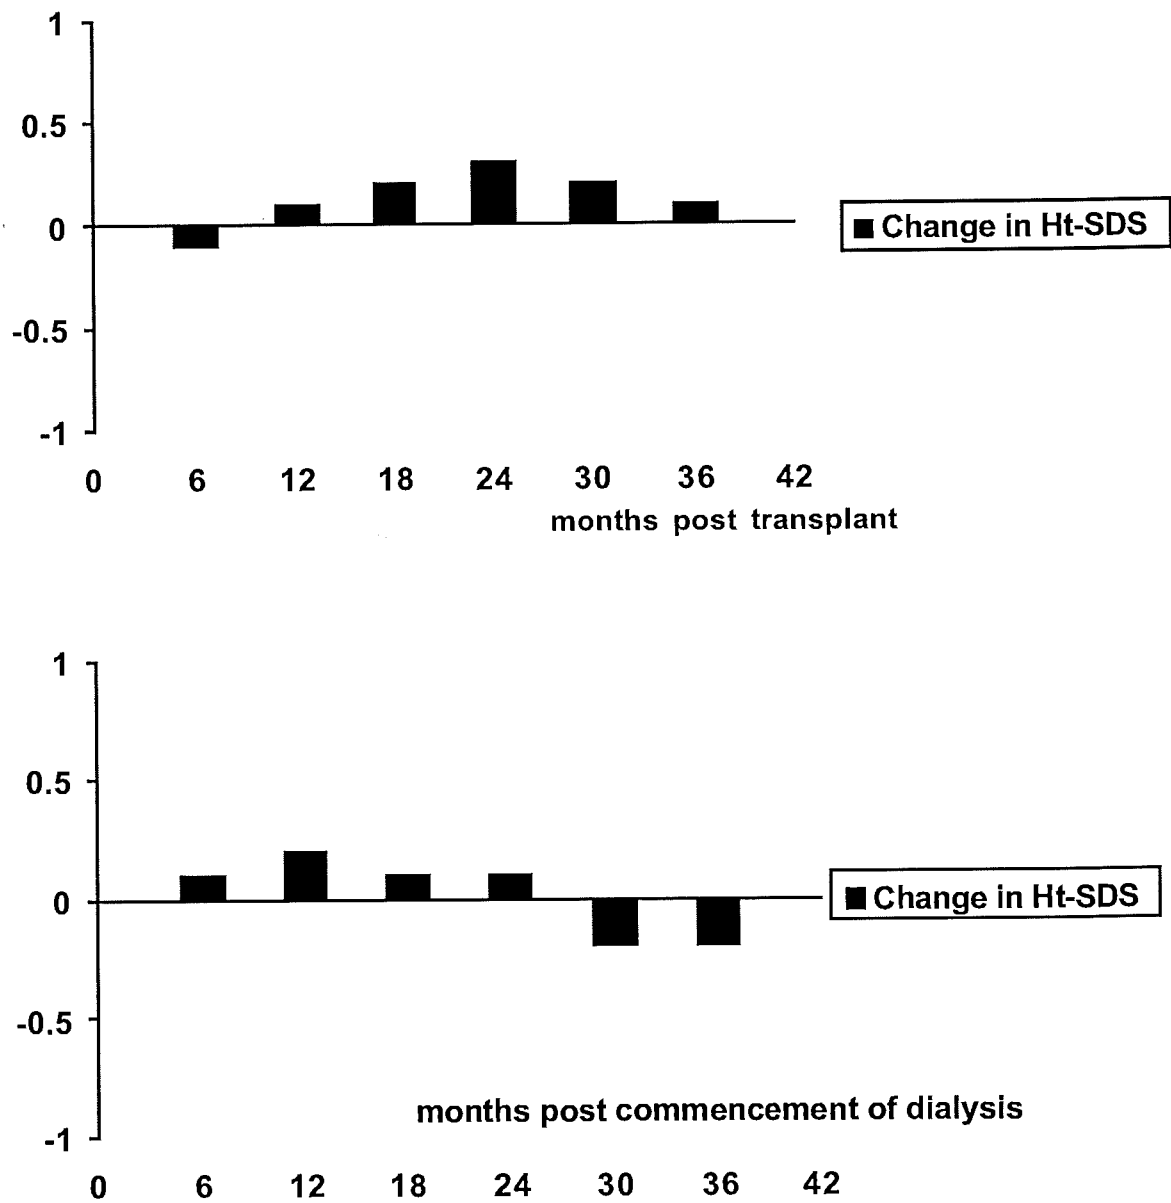 1
0.5
0
-0.5
-1
0 6 12 18 24 30 36 42
months post transplant
Change in Ht-SDS
1
0.5
0
-0.5
-1
Change in Ht-SDS
months post commencement of dialysis
0 6 12 18 24 30 36 42